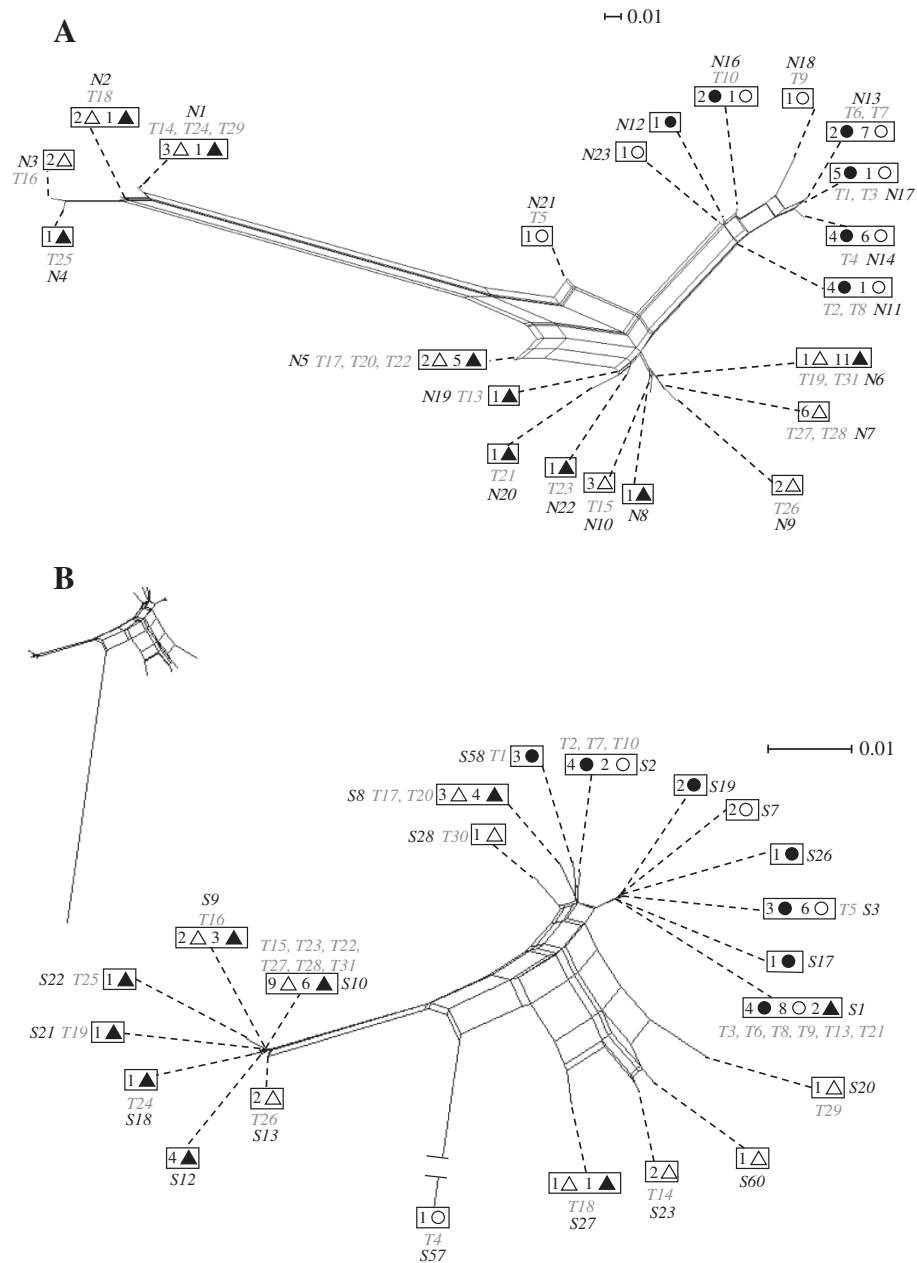 A
0.01
N2
T18
2△ 1▲
N1
T14, T24, T29
3△ 1▲
N3 2△
T16
1▲
T25
N4
N16
T10
2● 1○
N18
T9
1○
N13
T6, T7
2● 7○
N12 1●
N23 1○
5● 1○
T1, T3 N17
N21
T5
1○
4● 6○
T4 N14
4● 1○
T2, T8 N11
N5 T17, T20, T22 2△ 5▲
1△ 11▲
T19, T31 N6
N19 T13 1▲
6△
T27, T28 N7
1▲
T21
N20
1▲
T23
N22
3△
T15
N10
1▲
N8
2△
T26
N9
B
0.01
S58 T1 3●
T2, T7, T10
4● 2○ S2
S8 T17, T20 3△ 4▲
2● S19
2○ S7
S28 T30 1△
1● S26
3● 6○ T5 S3
S9
T16
2△ 3▲
T15, T23, T22,
T27, T28, T31
9△ 6▲ S10
1● S17
S22 T25 1▲
4● 8○ 2▲ S1
T3, T6, T8, T9, T13, T21
S21 T19 1▲
1▲
T24
S18
2△
T26
S13
1△ S20
T29
4▲
S12
1△
S60
1△ 1▲
T18
S27
2△
T14
S23
1○
T4
S57